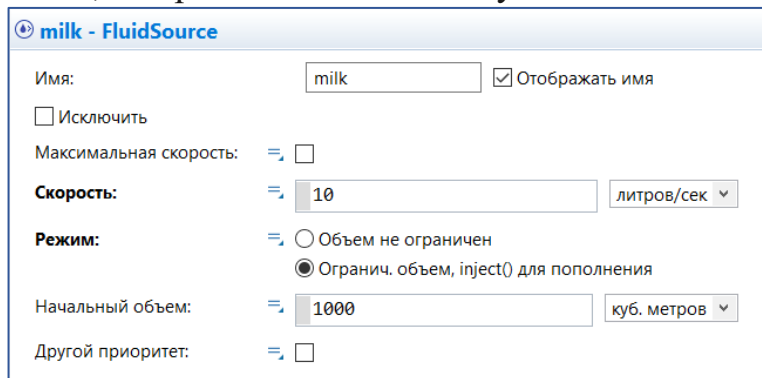 milk - FluidSource
Имя: milk Отображать имя
Исключить
Максимальная скорость:
Скорость: 10 литров/сек
Режим: Объем не ограничен
Огранич. объем, inject() для пополнения
Начальный объем: 1000 куб. метров
Другой приоритет: